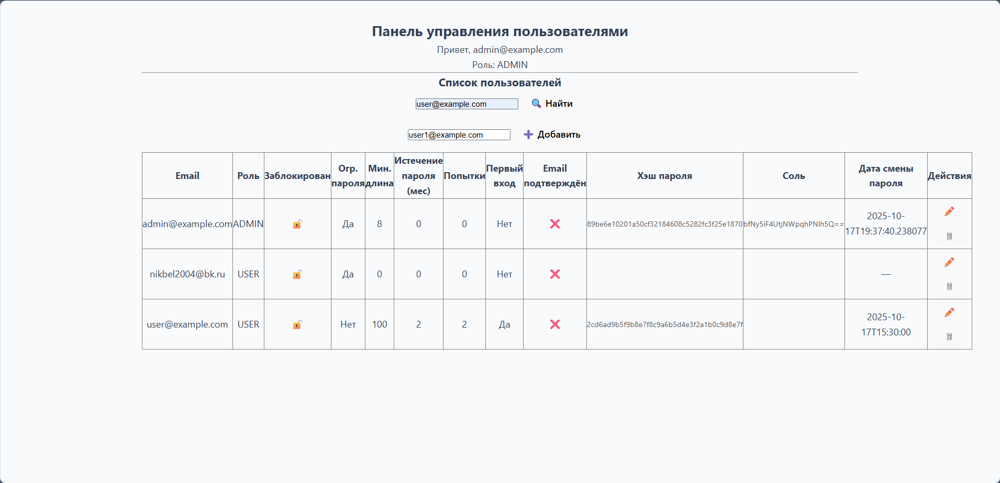 Панель управления пользователями
Привет, admin@example.com
Роль: ADMIN
Список пользователей
user@example.com 🔍 Найти
user1@example.com ➕ Добавить
Email Роль Заблокирован Огр. пароля Мин. длина Истечение пароля (мес) Попытки Первый вход Email подтверждён Хэш пароля Соль Дата смены пароля Действия
admin@example.com ADMIN 🔓 Да 8 0 0 Нет ❌ 89be6e10201a50cf32184608c5282fc3f25e1870 bfNy5iF4UtjNWpqhPNIh5Q== 2025-10-17T19:37:40.238077 ✏️ 🗑
nikbel2004@bk.ru USER 🔓 Да 0 0 0 Нет ❌ — ✏️ 🗑
user@example.com USER 🔓 Нет 100 2 2 Да ❌ 2cd6ad9b5f9b8e7f8c9a6b5d4e3f2a1b0c9d8e7f 2025-10-17T15:30:00 ✏️ 🗑